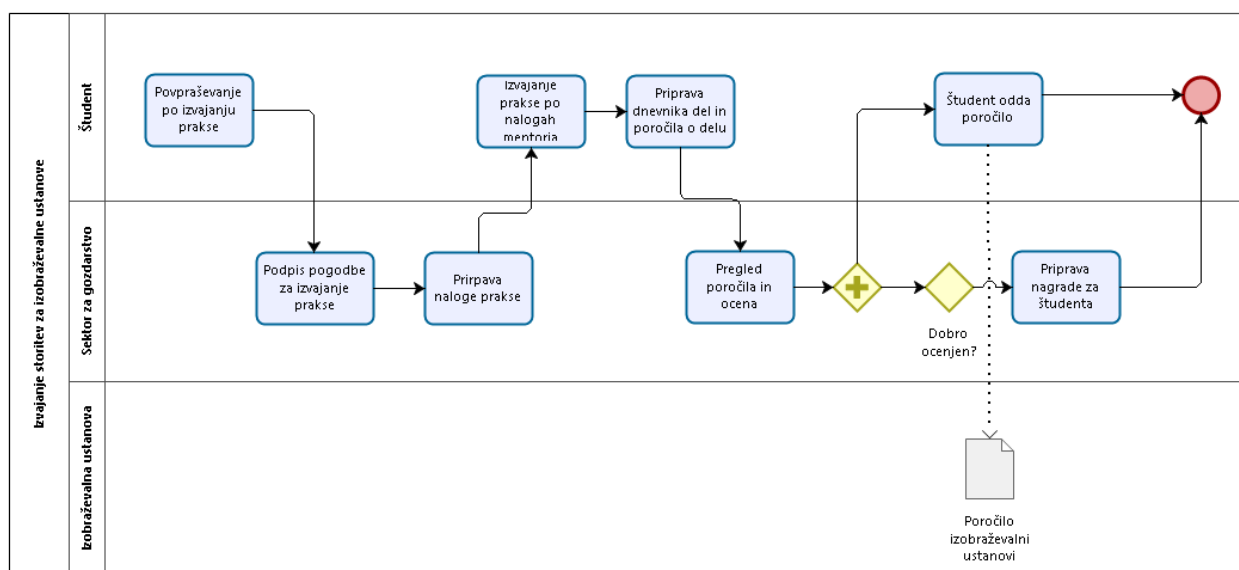 Izvajanje storitev za izobraževalne ustanove
Študent
Povpraševanje
po izvajanju
prakse
Izvajanje
prakse po
nalogah
mentorja
Priprava
dnevnika del in
poročila o delu
Študent odda
poročilo
Sektor za gozdarstvo
Podpis pogodbe
za izvajanje
prakse
Prirpava
naloge prakse
Pregled
poročila in
ocena
Dobro
ocenjen?
Priprava
nagrade za
študenta
Izobraževalna ustanova
Poročilo
izobraževalni
ustanovi